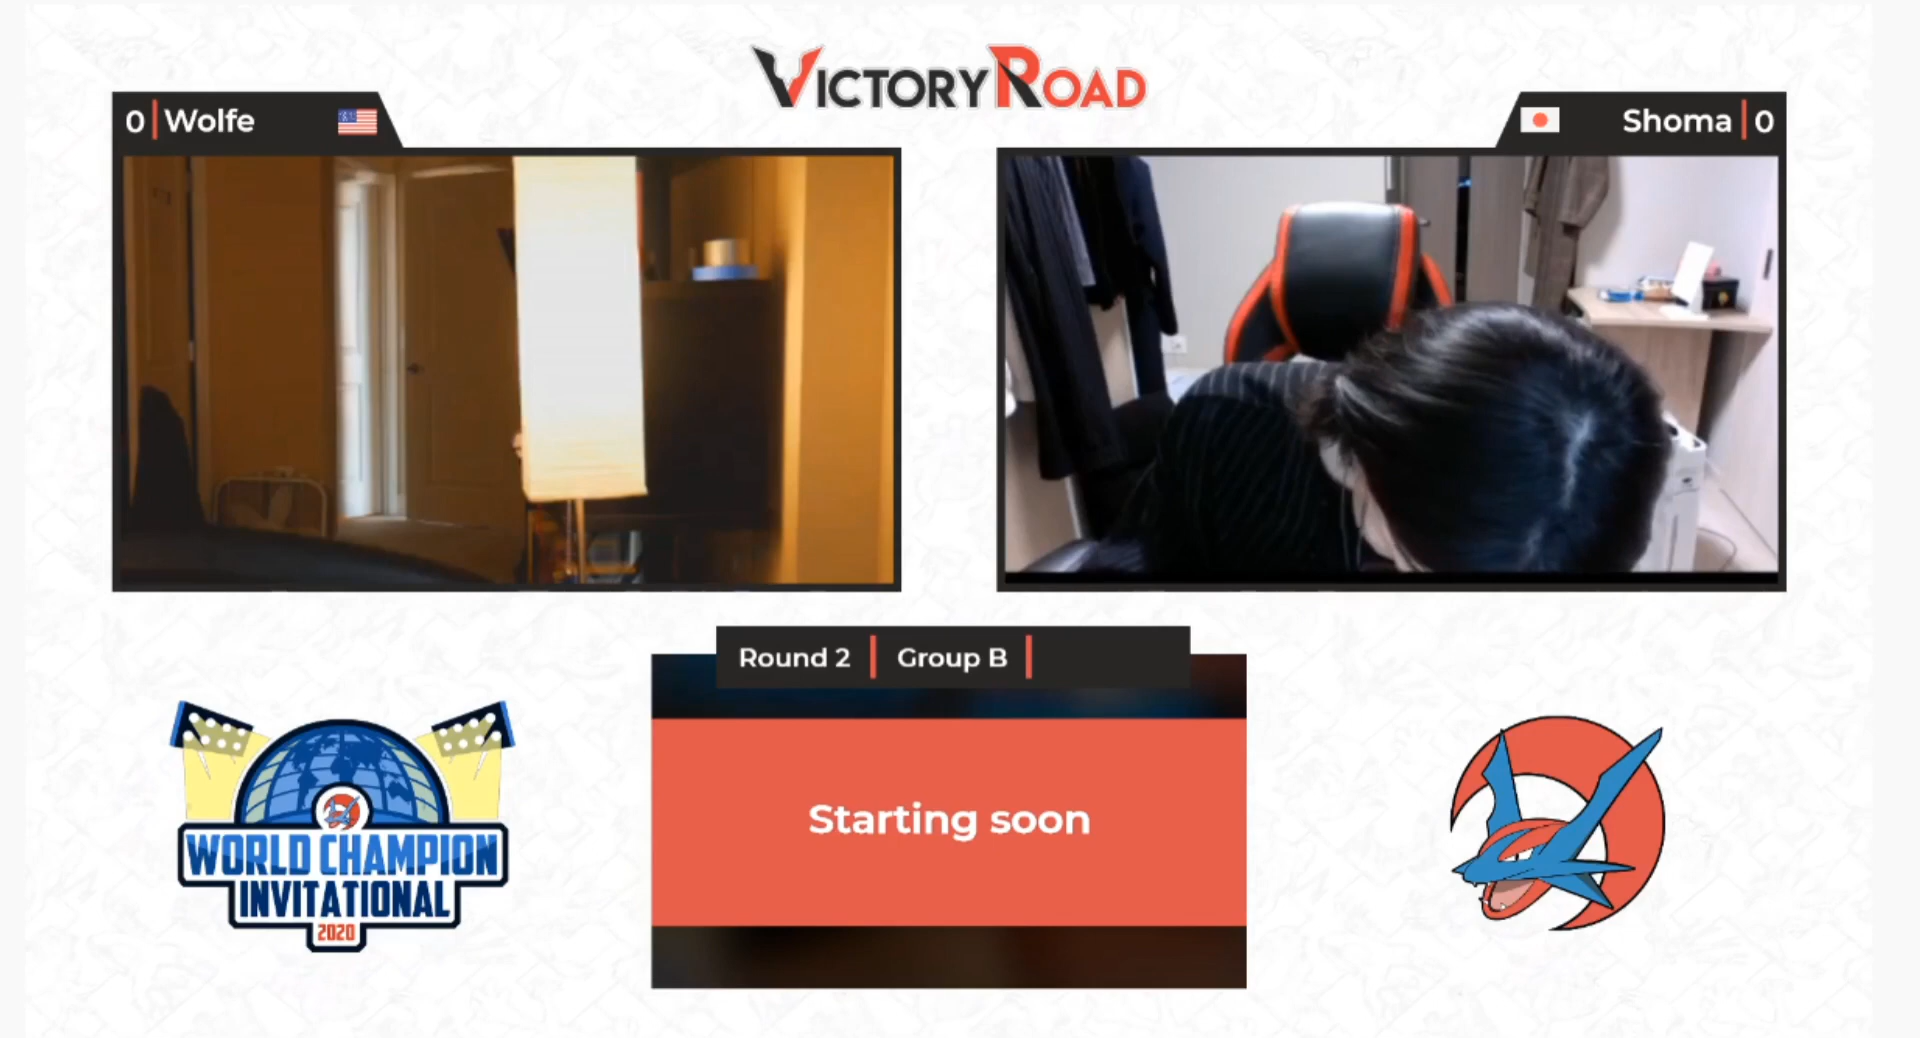 VICTORY ROAD
0 Wolfe
Shoma 0
Round 2 Group B
Starting soon
WORLD CHAMPION
INVITATIONAL
2020